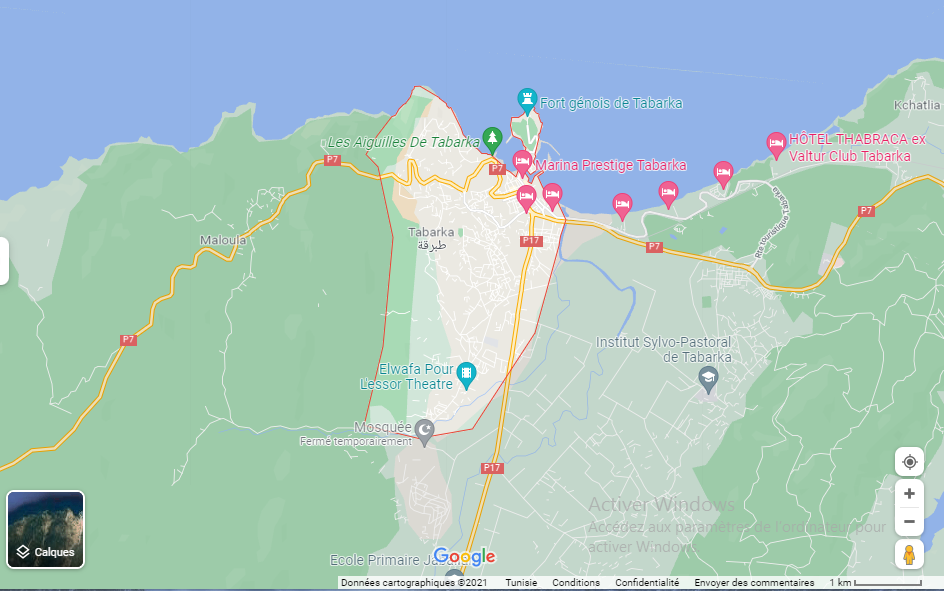 Kchatlia
Fort génois de Tabarka
Les Aiguilles De Tabarka
HÔTEL THABRACA ex
Valtur Club Tabarka
P7
P7
Marina Prestige Tabarka
P7
Rte touristique Tabarka
Tabarka
طبرقة
Maloula
P17
P7
P7
Institut Sylvo-Pastoral
de Tabarka
Elwafa Pour
L'essor Theatre
Mosquée
Fermé temporairement
P17
Activer Windows
Accédez aux paramètres de l'ordinateur pour
activer Windows.
Calques
Google
Ecole Primaire
Données cartographiques ©2021
Tunisie
Conditions
Confidentialité
Envoyer des commentaires
1 km